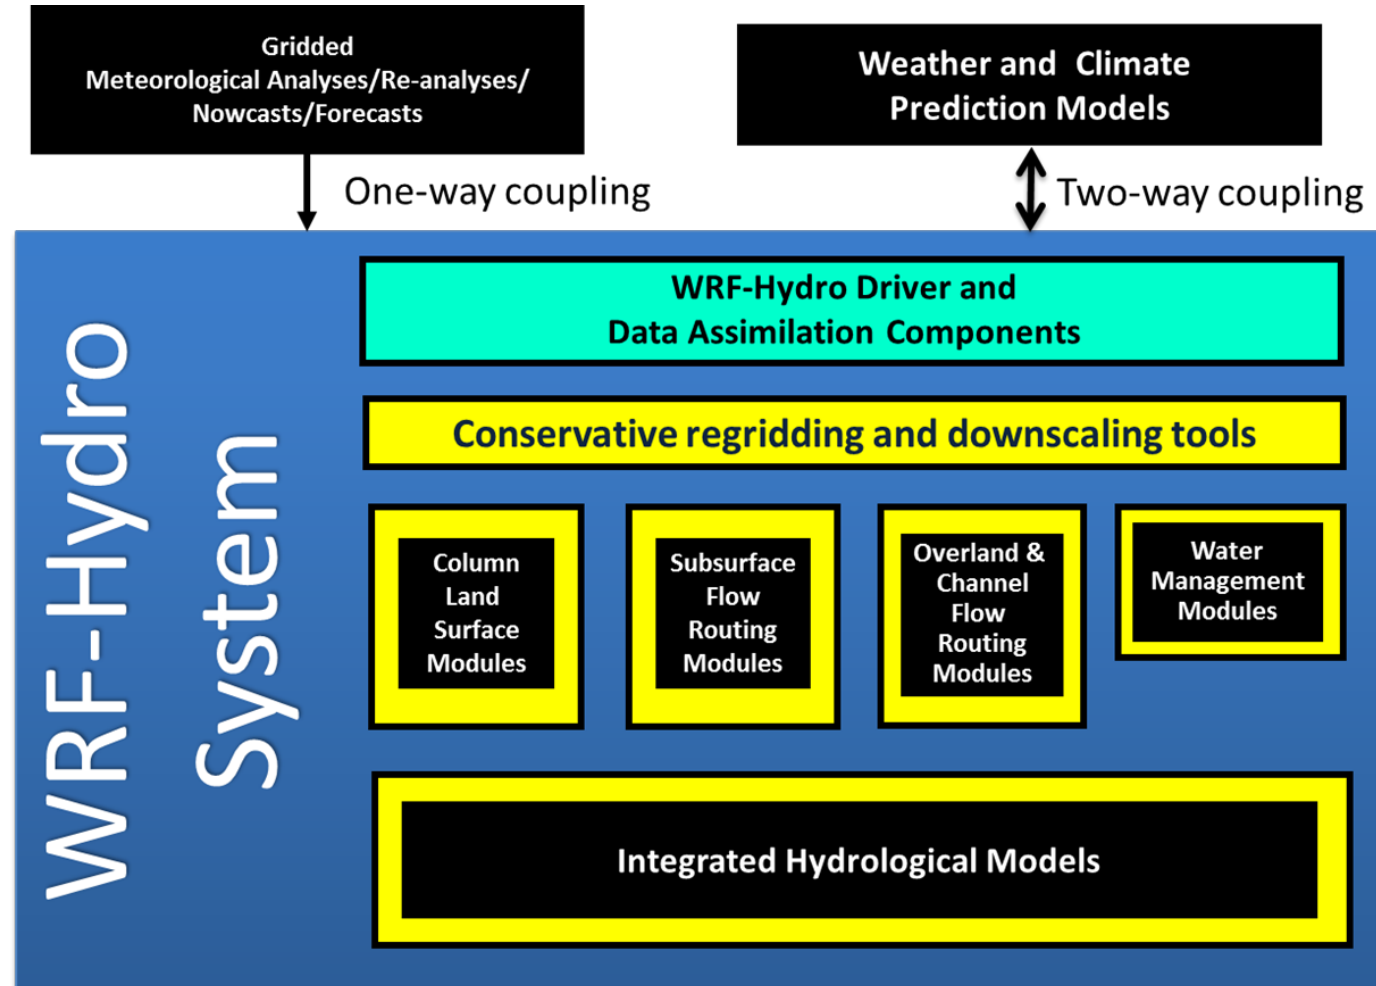 Gridded
Meteorological Analyses/Re-analyses/
Nowcasts/Forecasts
Weather and Climate
Prediction Models
One-way coupling
Two-way coupling
WRF-Hydro
System
WRF-Hydro Driver and
Data Assimilation Components
Conservative regridding and downscaling tools
Column
Land
Surface
Modules
Subsurface
Flow
Routing
Modules
Overland &
Channel
Flow
Routing
Modules
Water
Management
Modules
Integrated Hydrological Models